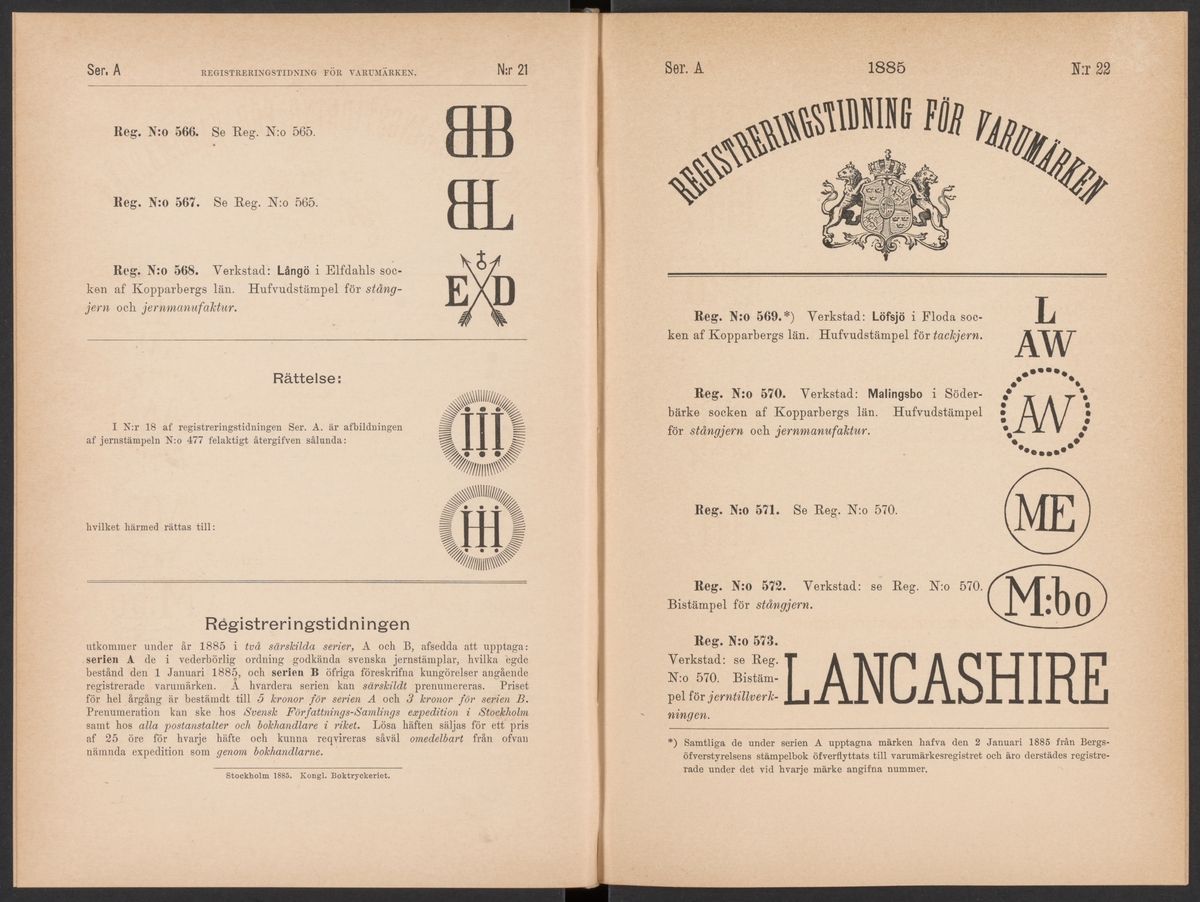 Ser. A REGISTRERINGSTIDNING FÖR VARUMÄRKEN. N:r 21
Reg. N:o 566. Se Reg. N:o 565.
BB
Reg. N:o 567. Se Reg. N:o 565.
BL
Reg. N:o 568. Verkstad: Långö i Elfdahls soc-
ken af Kopparbergs län. Hufvudstämpel för stång-
jern och jernmanufaktur.
E D
Rättelse:
I N:r 18 af registreringstidningen Ser. A. är afbildningen
af jernstämpeln N:o 477 felaktigt återgifven sålunda:
III
hvilket härmed rättas till:
HI
Registreringstidningen
utkommer under år 1885 i två särskilda serier, A och B, afsedda att upptaga:
serien A de i vederbörlig ordning godkända svenska jernstämplar, hvilka egde
bestånd den 1 Januari 1885, och serien B öfriga föreskrifna kungörelser angående
registrerade varumärken. Å hvardera serien kan särskildt prenumereras. Priset
för hel årgång är bestämdt till 5 kronor för serien A och 3 kronor för serien B.
Prenumeration kan ske hos Svensk Författnings-Samlings expedition i Stockholm
samt hos alla postanstalter och bokhandlare i riket. Lösa häften säljas för ett pris
af 25 öre för hvarje häfte och kunna reqvireras såväl omedelbart från ofvan
nämnda expedition som genom bokhandlarne.
Stockholm 1885. Kongl. Boktryckeriet.
Ser. A 1885 N:r 22
REGISTRERINGSTIDNING FÖR VARUMÄRKEN
Reg. N:o 569.*) Verkstad: Löfsjö i Floda soc-
ken af Kopparbergs län. Hufvudstämpel för tackjern.
L
AW
Reg. N:o 570. Verkstad: Malingsbo i Söder-
bärke socken af Kopparbergs län. Hufvudstämpel
för stångjern och jernmanufaktur.
AW
Reg. N:o 571. Se Reg. N:o 570.
ME
Reg. N:o 572. Verkstad: se Reg. N:o 570.
Bistämpel för stångjern.
M:bo
Reg. N:o 573.
Verkstad: se Reg.
N:o 570. Bistäm-
pel för jerntillverk-
ningen.
LANCASHIRE
*) Samtliga de under serien A upptagna märken hafva den 2 Januari 1885 från Bergs-
öfverstyrelsens stämpelbok öfverflyttats till varumärkesregistret och äro derstädes registre-
rade under det vid hvarje märke angifna nummer.